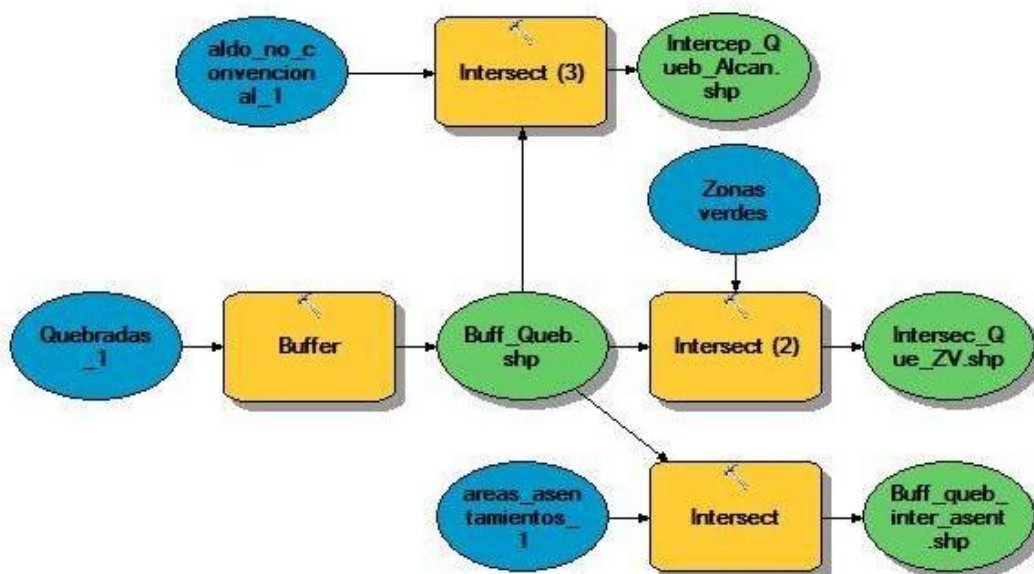 aldo_no_c
onvencion
al_1
Intersect (3)
Intercep_Q
ueb_Alcan.
shp
Zonas
verdes
Quebradas
_1
Buffer
Buff_Queb.
shp
Intersect (2)
Intersec_Q
ue_ZV.shp
areas_asen
tamientos_
1
Intersect
Buff_queb_
inter_asent
.shp